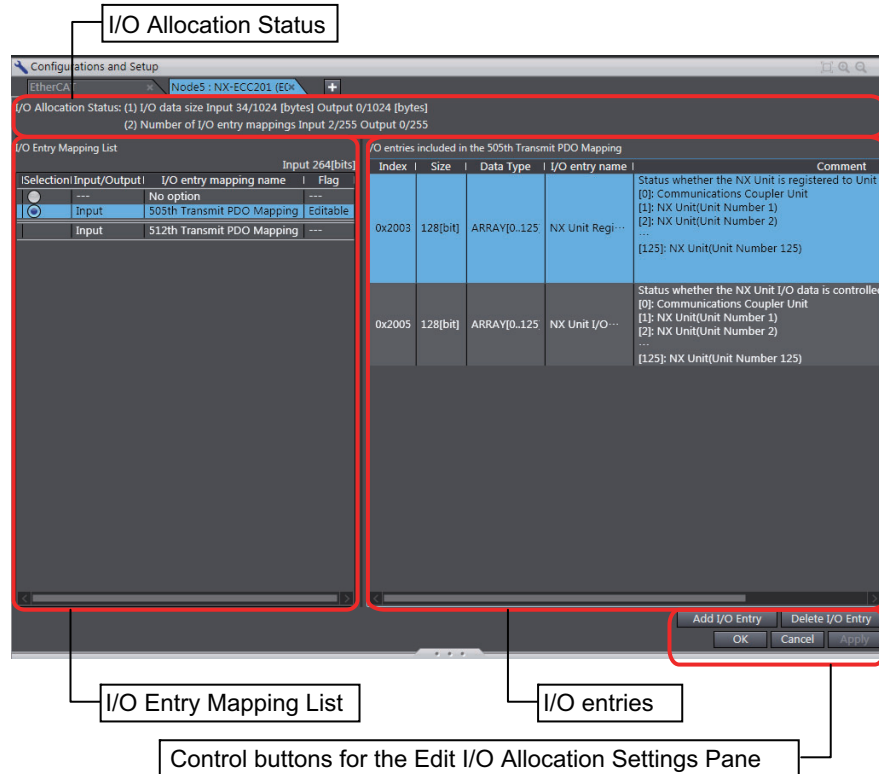 I/O Allocation Status
Configurations and Setup
EtherCAT
Node5 : NX-ECC201 (E
I/O Allocation Status: (1) I/O data size Input 34/1024 [bytes] Output 0/1024 [bytes]
(2) Number of I/O entry mappings Input 2/255 Output 0/255
I/O Entry Mapping List
Input 264[bits]
Selection Input/Output I/O entry mapping name Flag
--- No option ---
Input 505th Transmit PDO Mapping Editable
Input 512th Transmit PDO Mapping ---
I/O entries included in the 505th Transmit PDO Mapping
Index Size Data Type I/O entry name Comment
0x2003 128[bit] ARRAY[0..125 NX Unit Regi···
Status whether the NX Unit is registered to Unit
[0]: Communications Coupler Unit
[1]: NX Unit(Unit Number 1)
[2]: NX Unit(Unit Number 2)
...
[125]: NX Unit(Unit Number 125)
0x2005 128[bit] ARRAY[0..125 NX Unit I/O···
Status whether the NX Unit I/O data is controlled
[0]: Communications Coupler Unit
[1]: NX Unit(Unit Number 1)
[2]: NX Unit(Unit Number 2)
...
[125]: NX Unit(Unit Number 125)
Add I/O Entry Delete I/O Entry
OK Cancel Apply
I/O Entry Mapping List
I/O entries
Control buttons for the Edit I/O Allocation Settings Pane